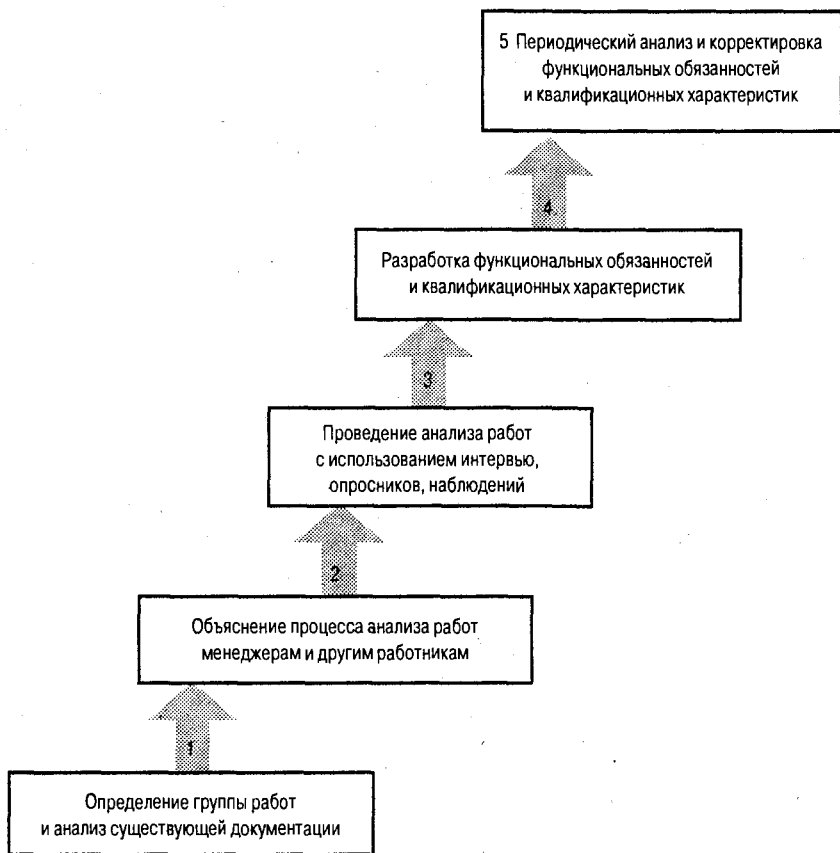 5 Периодический анализ и корректировка
функциональных обязанностей
и квалификационных характеристик
4
Разработка функциональных обязанностей
и квалификационных характеристик
3
Проведение анализа работ
с использованием интервью,
опросников, наблюдений
2
Объяснение процесса анализа работ
менеджерам и другим работникам
1
Определение группы работ
и анализ существующей документации